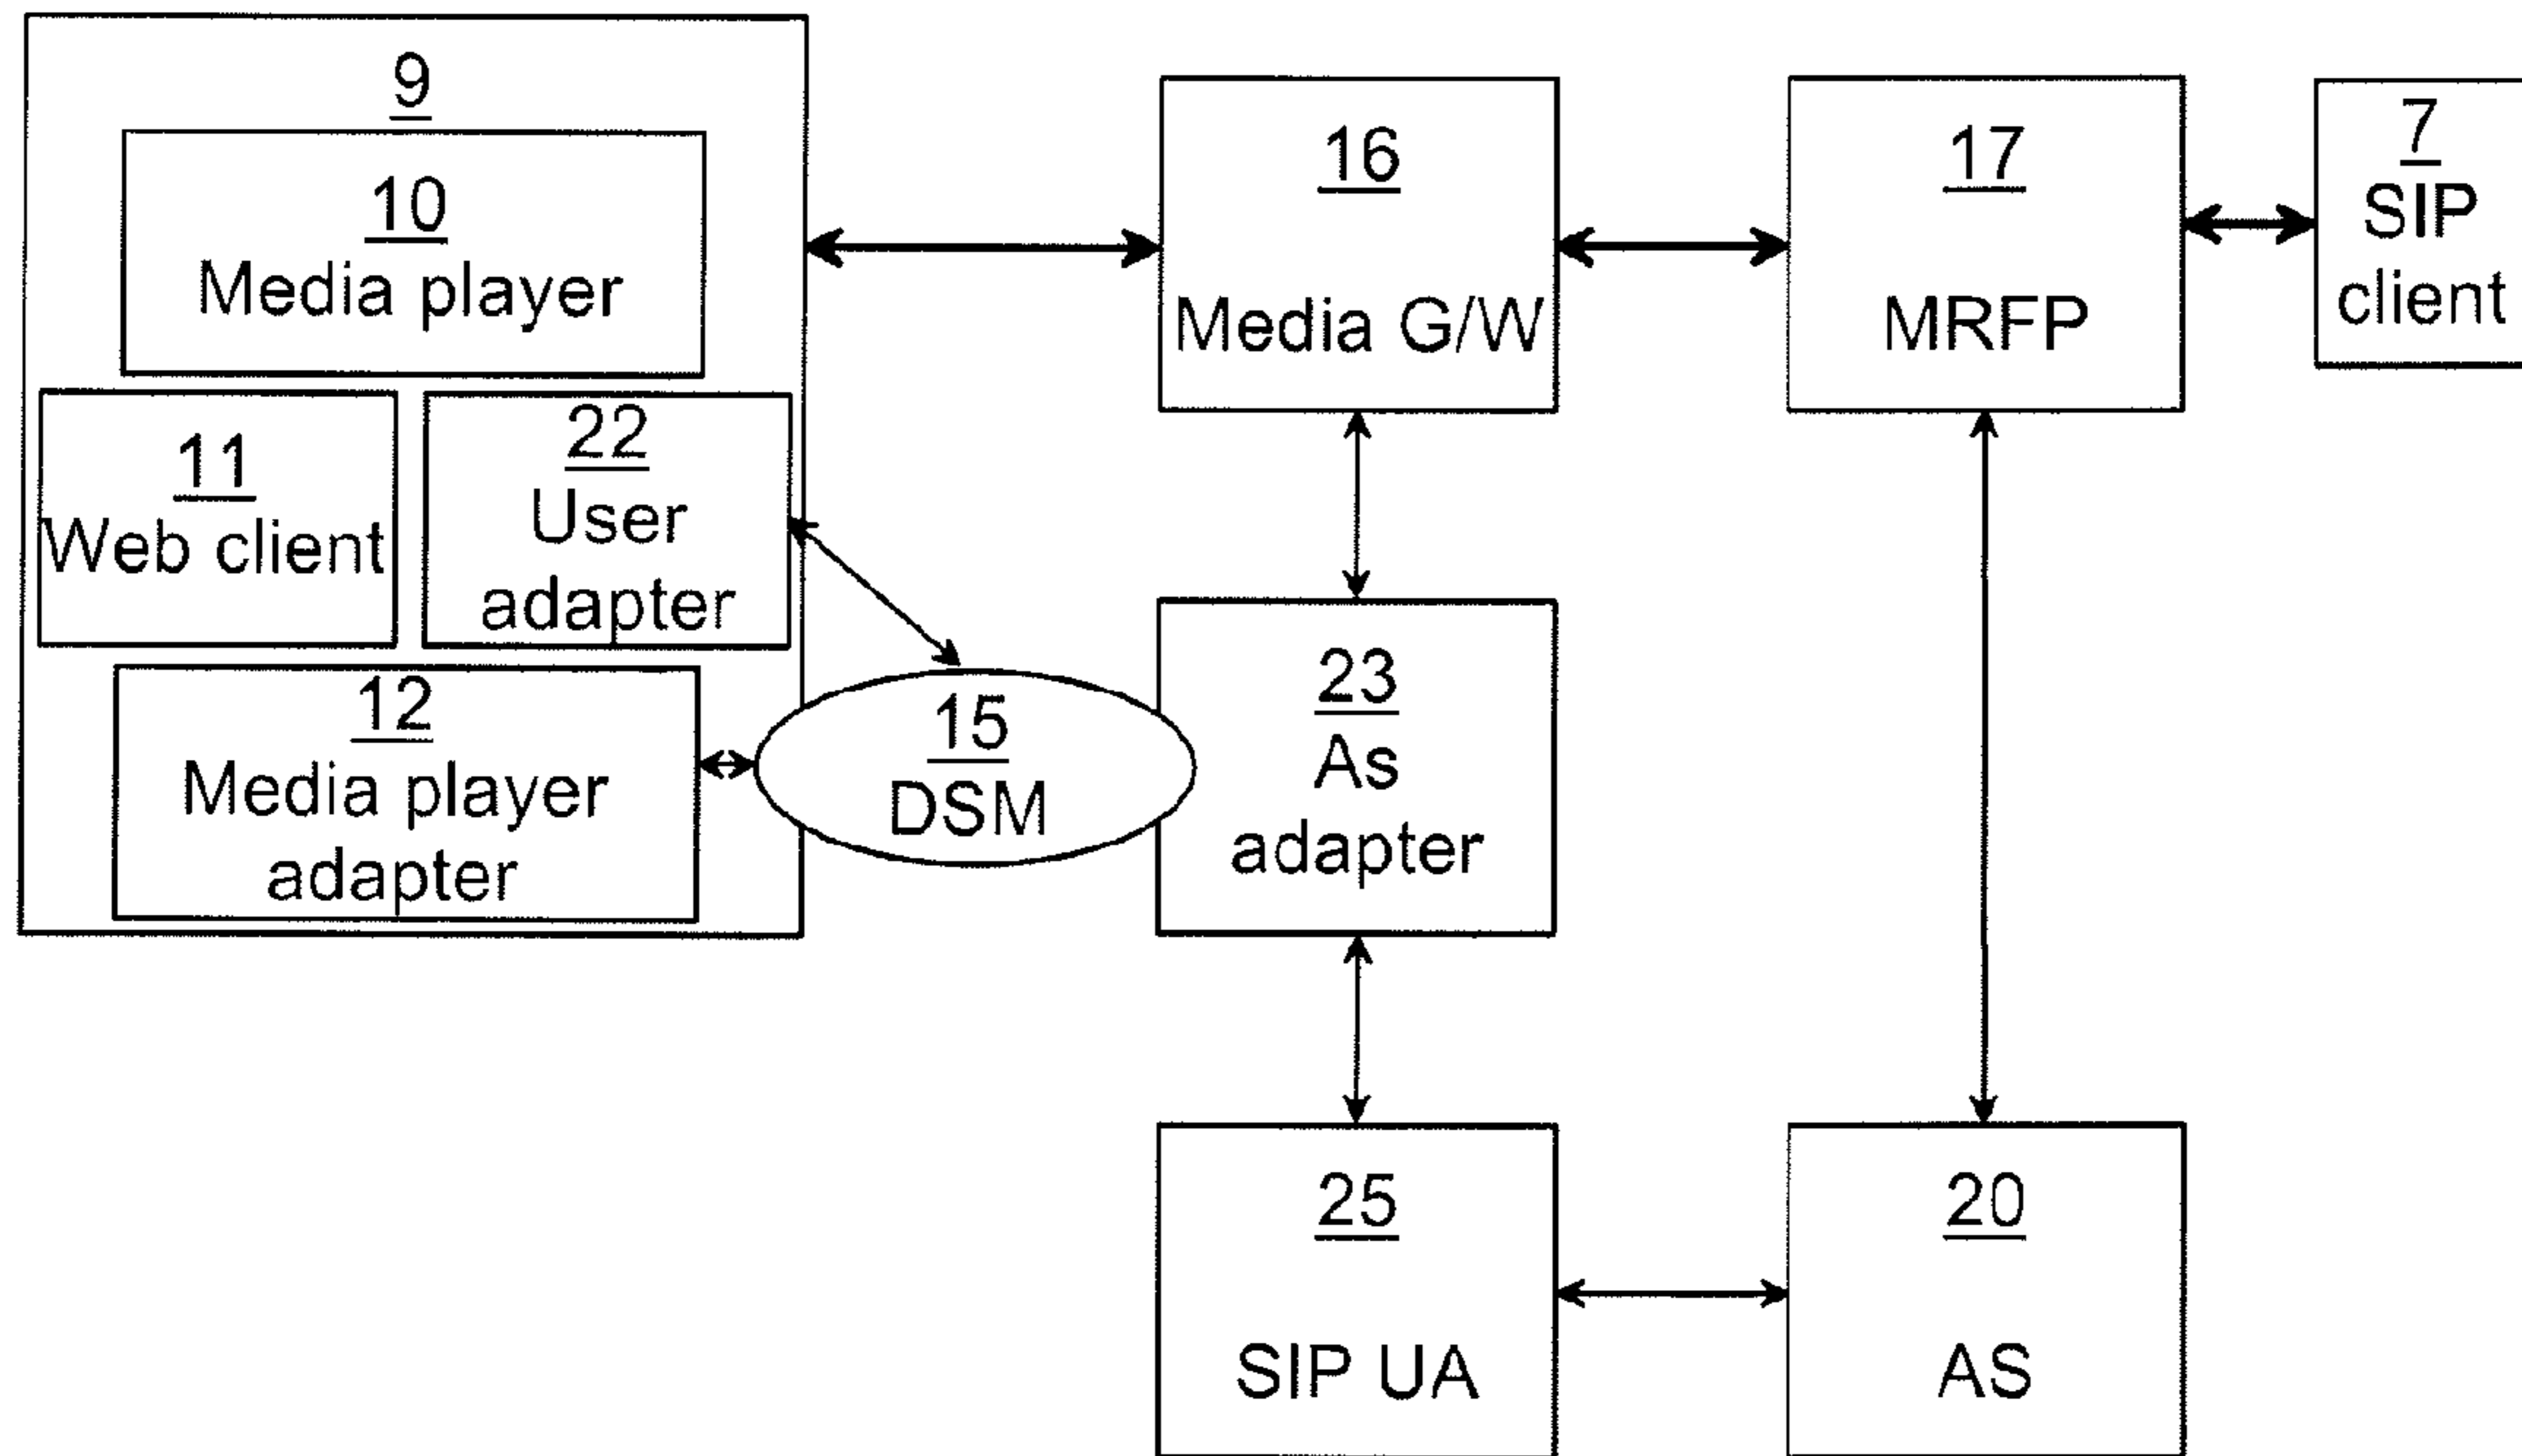 9
10
Media player
11
Web client
22
User
adapter
12
Media player
adapter
15
DSM
16
Media G/W
17
MRFP
7
SIP
client
23
As
adapter
25
SIP UA
20
AS